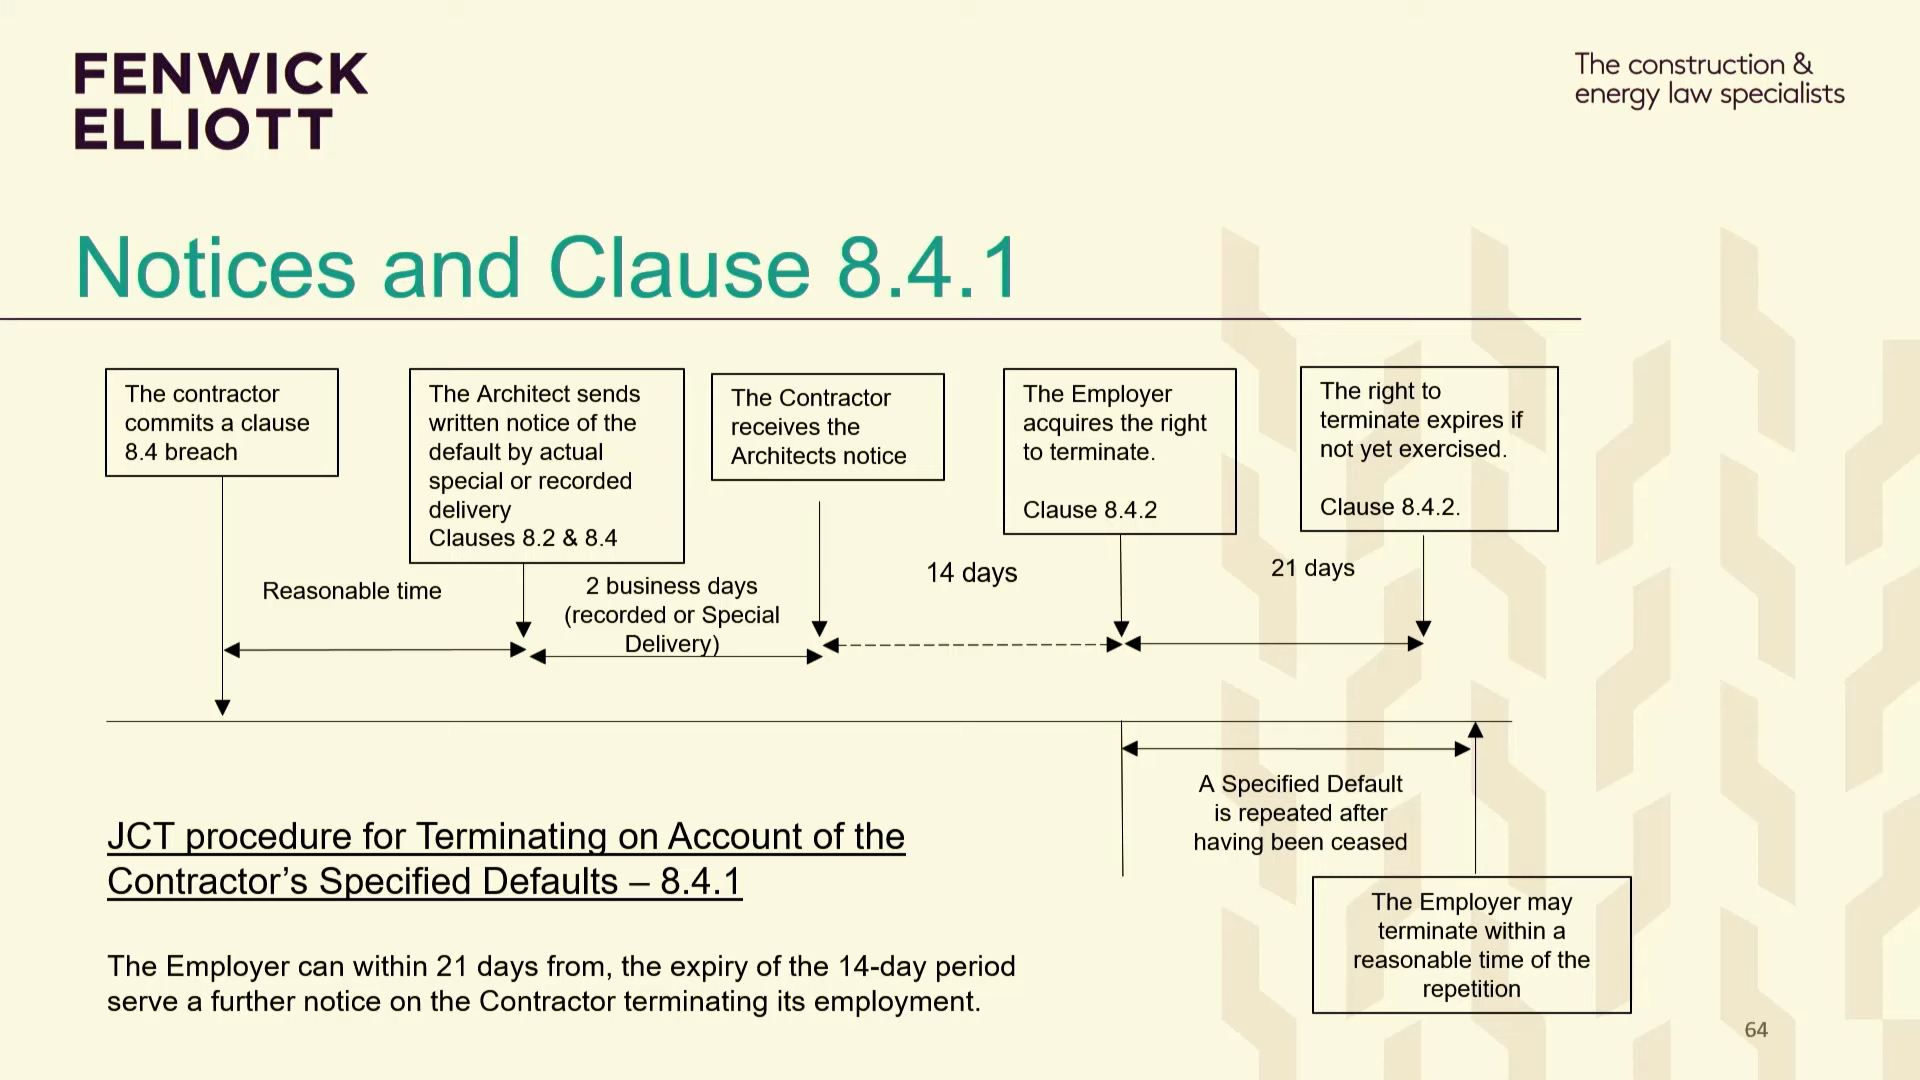 FENWICK
ELLIOTT
The construction &
energy law specialists
Notices and Clause 8.4.1
The contractor
commits a clause
8.4 breach
The Architect sends
written notice of the
default by actual
special or recorded
delivery
Clauses 8.2 & 8.4
The Contractor
receives the
Architects notice
The Employer
acquires the right
to terminate.
Clause 8.4.2
The right to
terminate expires if
not yet exercised.
Clause 8.4.2.
Reasonable time
2 business days
(recorded or Special
Delivery)
14 days
21 days
A Specified Default
is repeated after
having been ceased
The Employer may
terminate within a
reasonable time of the
repetition
JCT procedure for Terminating on Account of the
Contractor’s Specified Defaults – 8.4.1
The Employer can within 21 days from, the expiry of the 14-day period
serve a further notice on the Contractor terminating its employment.
64